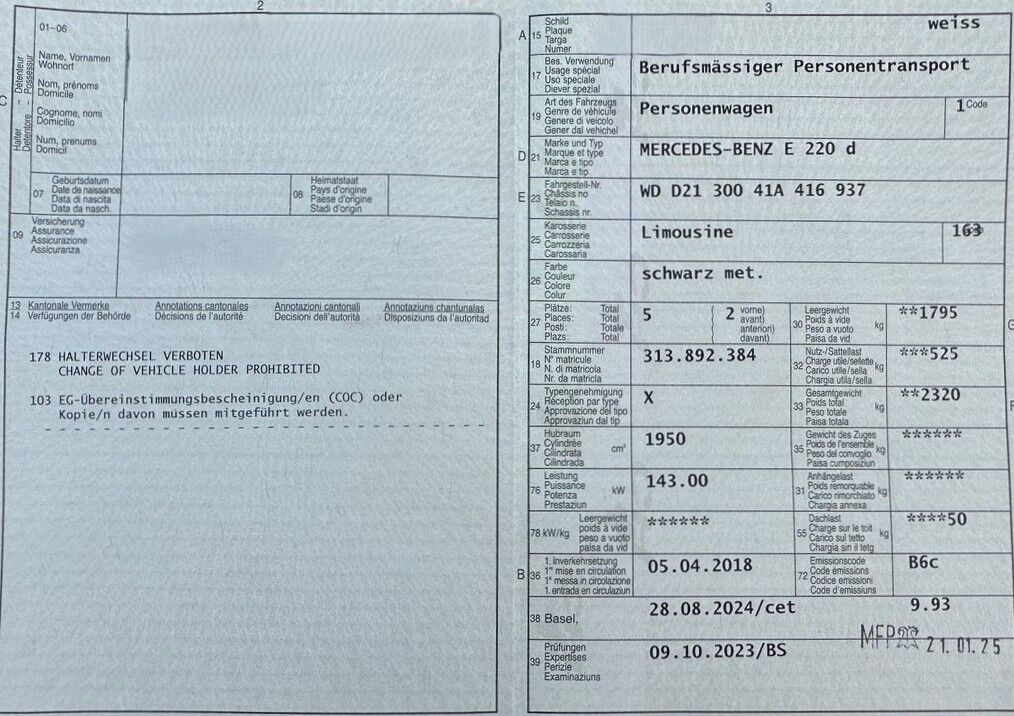 2
01-06
Halter - Détenteur
Detentore - Possessur
C
Name, Vornamen
Wohnort
Nom, prénoms
Domicile
Cognome, nomi
Domicilio
Num, prenums
Domicil
07 Geburtsdatum
Date de naissance
Data di nascita
Data da nasch.
08 Heimatstaat
Pays d'origine
Paese d'origine
Stadi d'origin
09 Versicherung
Assurance
Assicurazione
Assicuranza
13 Kantonale Vermerke Annotations cantonales Annotazioni cantonali Annotaziuns chantunalas
14 Verfügungen der Behörde Décisions de l'autorité Decisioni dell'autorità Disposiziuns da l'autoritad
178 HALTERWECHSEL VERBOTEN
CHANGE OF VEHICLE HOLDER PROHIBITED
103 EG-Übereinstimmungsbescheinigung/en (COC) oder
Kopie/n davon müssen mitgeführt werden.
3
A 15 Schild
Plaque
Targa
Numer
weiss
17 Bes. Verwendung
Usage spécial
Uso speciale
Diever spezial
Berufsmässiger Personentransport
19 Art des Fahrzeugs
Genre de véhicule
Genere di veicolo
Gener dal vehichel
Personenwagen
1 Code
D 21 Marke und Typ
Marque et type
Marca e tipo
Marca e tip
MERCEDES-BENZ E 220 d
E 23 Fahrgestell-Nr.
Châssis no
Telaio n.
Schassis nr.
WD D21 300 41A 416 937
25 Karosserie
Carrosserie
Carrozzeria
Carossaria
Limousine
163
26 Farbe
Couleur
Colore
Colur
schwarz met.
27 Plätze: Total
Places: Total
Posti: Totale
Plazs: Total
5
2 vorne)
avant)
anteriori)
davant)
30 Leergewicht
Poids à vide
Peso a vuoto
Paisa da vid
kg
**1795
G
18 Stammnummer
N° matricule
N. di matricola
Nr. da matricla
313.892.384
32 Nutz-/Sattellast
Charge utile/sellette
Carico utile/sella
Chargia utila/sella
kg
***525
24 Typengenehmigung
Réception par type
Approvazione del tipo
Approvaziun dal tip
X
33 Gesamtgewicht
Poids total
Peso totale
Paisa totala
kg
**2320
F
37 Hubraum
Cylindrée
Cilindrata
Cilindrada
cm³
1950
35 Gewicht des Zuges
Poids de l'ensemble
Peso del convoglio
Paisa cumposiziun
kg
******
76 Leistung
Puissance
Potenza
Prestaziun
kW
143.00
31 Anhängelast
Poids remorquable
Carico rimorchiato
Chargia annexa
kg
******
78 kW/kg Leergewicht
poids à vide
peso a vuoto
paisa da vid
******
55 Dachlast
Charge sur le toit
Carico sul tetto
Chargia sin il tetg
kg
****50
B 36 1. Inverkehrsetzung
1re mise en circulation
1a messa in circolazione
1. entrada en circulaziun
05.04.2018
72 Emissionscode
Code émissions
Codice emissioni
Code d'emissiuns
B6c
38 Basel,
28.08.2024/cet
9.93
39 Prüfungen
Expertises
Perizie
Examinaziuns
09.10.2023/BS
MFP 21.01.25